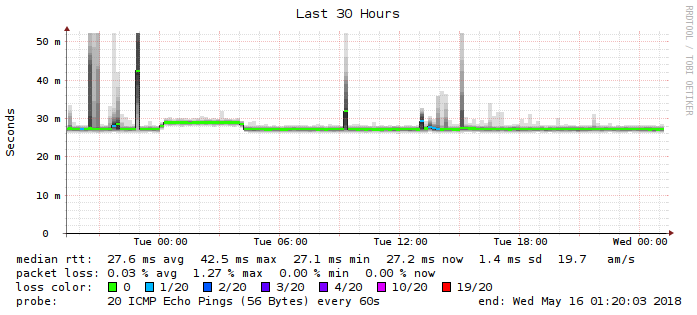 Last 30 Hours
RRDTOOL / TOBI OETIKER
Seconds
50 m
40 m
30 m
20 m
10 m
0
Tue 00:00 Tue 06:00 Tue 12:00 Tue 18:00 Wed 00:00
median rtt: 27.6 ms avg 42.5 ms max 27.1 ms min 27.2 ms now 1.4 ms sd 19.7 am/s
packet loss: 0.03 % avg 1.27 % max 0.00 % min 0.00 % now
loss color: 0 1/20 2/20 3/20 4/20 10/20 19/20
probe: 20 ICMP Echo Pings (56 Bytes) every 60s end: Wed May 16 01:20:03 2018